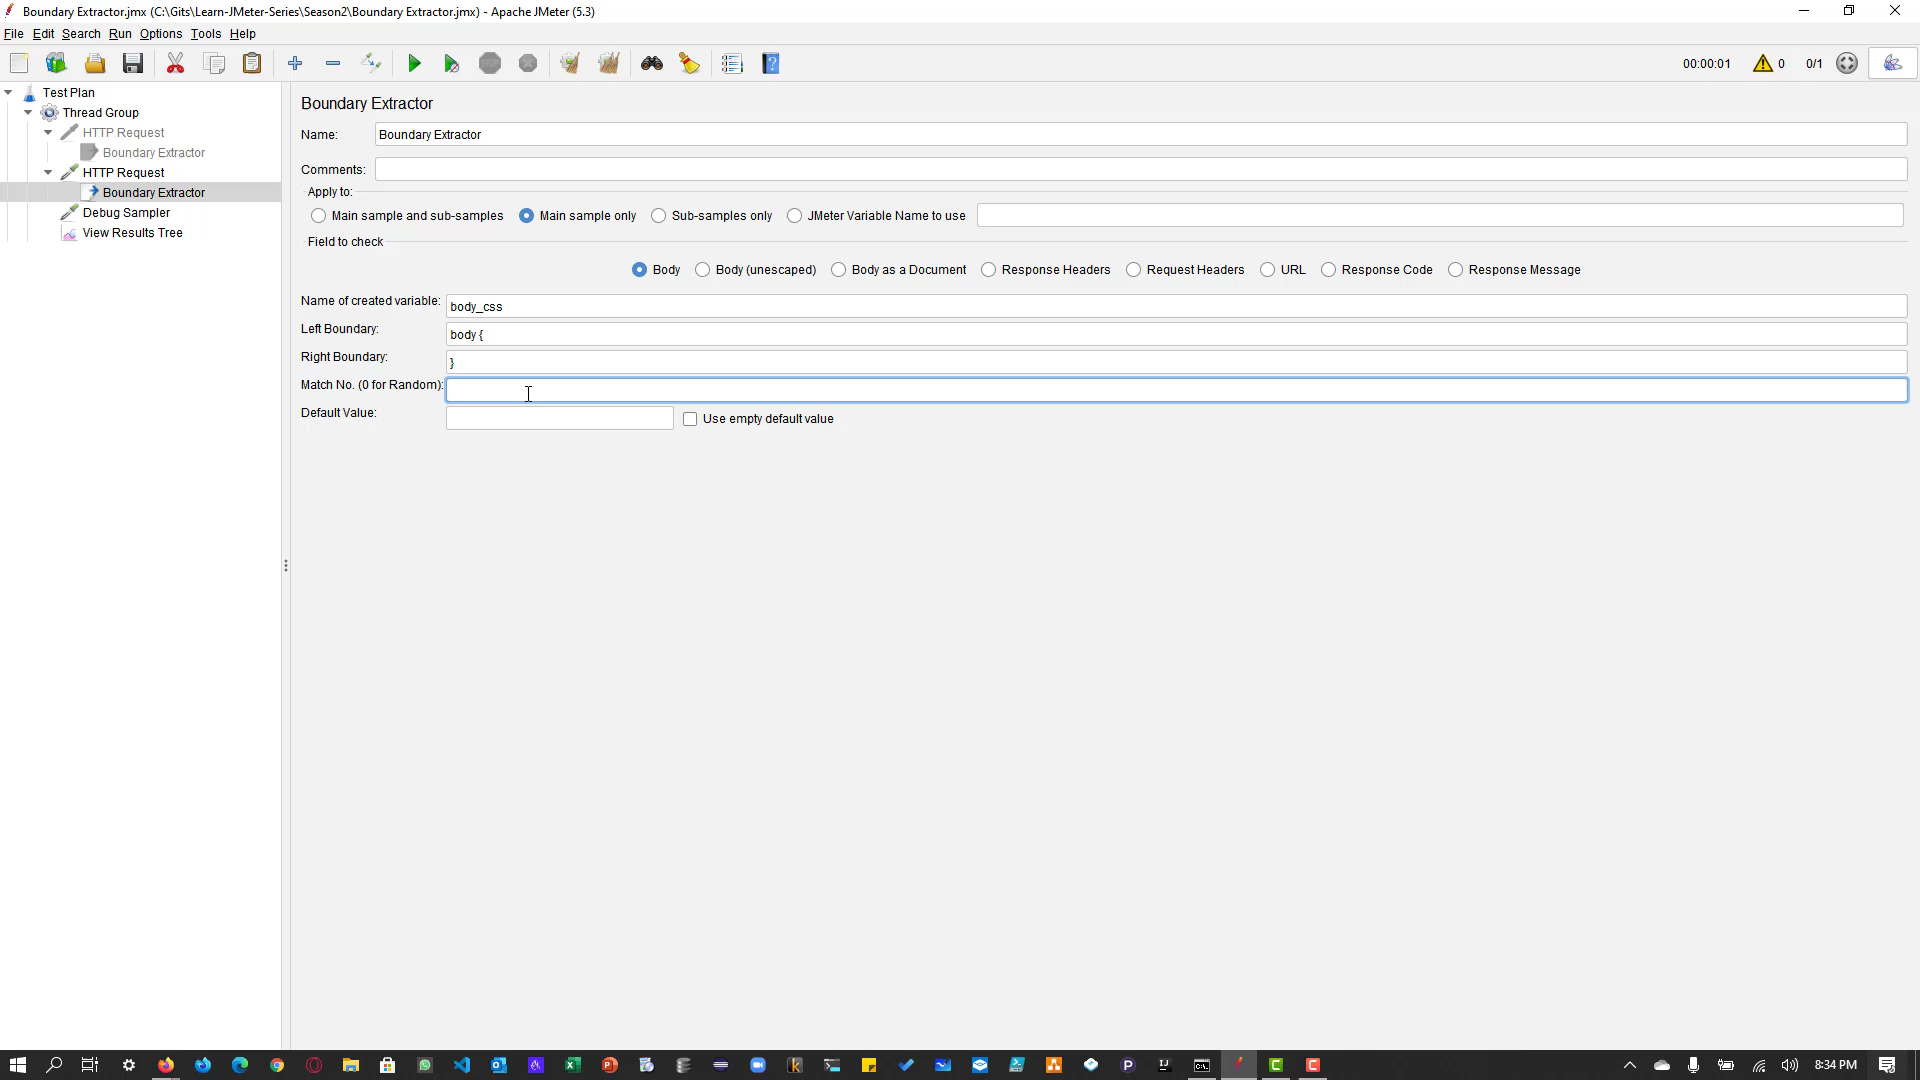 Boundary Extractor.jmx (C:\Gits\Learn-JMeter-Series\Season2\Boundary Extractor.jmx) - Apache JMeter (5.3)
File Edit Search Run Options Tools Help
00:00:01 0 0/1
Test Plan
Thread Group
HTTP Request
Boundary Extractor
HTTP Request
Boundary Extractor
Debug Sampler
View Results Tree
Boundary Extractor
Name: Boundary Extractor
Comments:
Apply to:
Main sample and sub-samples Main sample only Sub-samples only JMeter Variable Name to use
Field to check
Body Body (unescaped) Body as a Document Response Headers Request Headers URL Response Code Response Message
Name of created variable: body_css
Left Boundary: body {
Right Boundary: }
Match No. (0 for Random):
Default Value: Use empty default value
8:34 PM